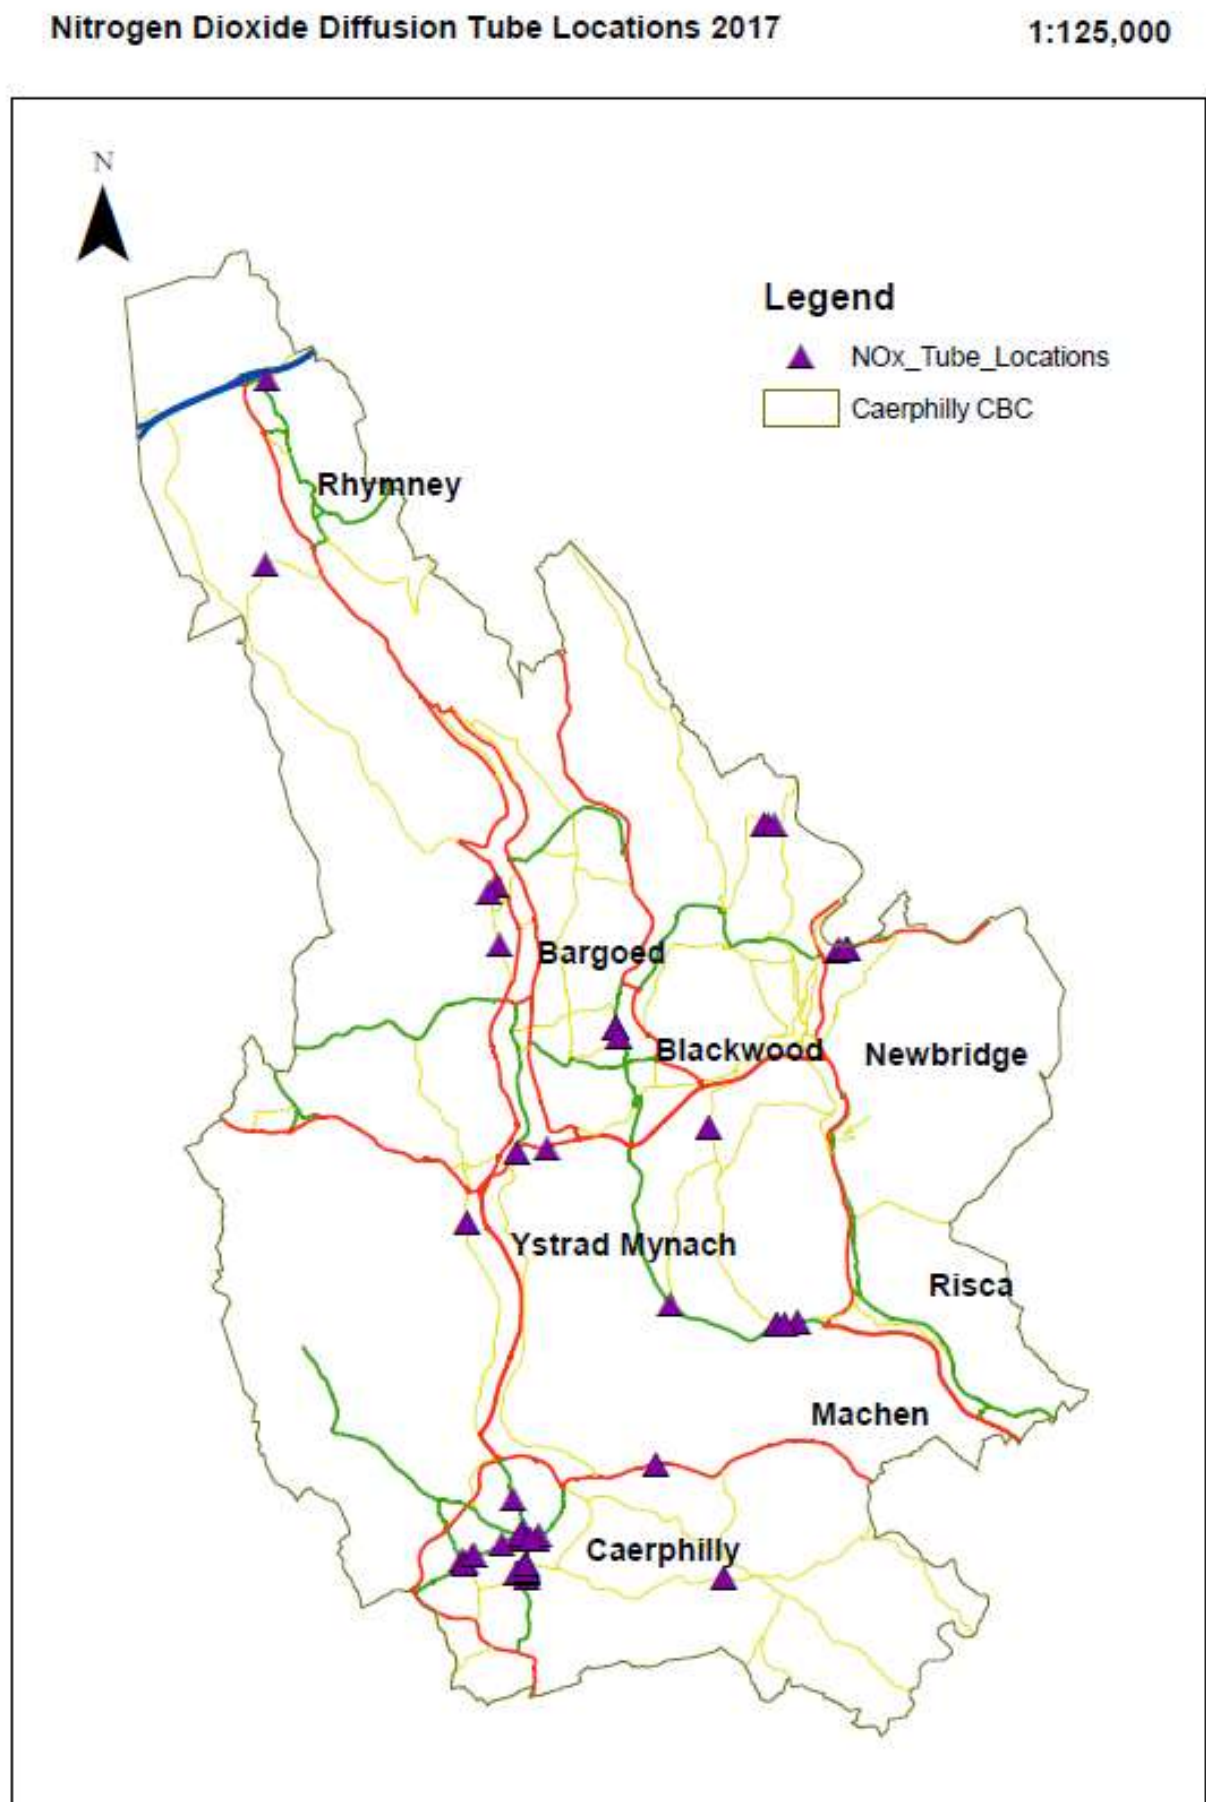 Nitrogen Dioxide Diffusion Tube Locations 2017
1:125,000
N
Legend
NOx_Tube_Locations
Caerphilly CBC
Rhymney
Bargoed
Blackwood
Newbridge
Ystrad Mynach
Risca
Machen
Caerphilly